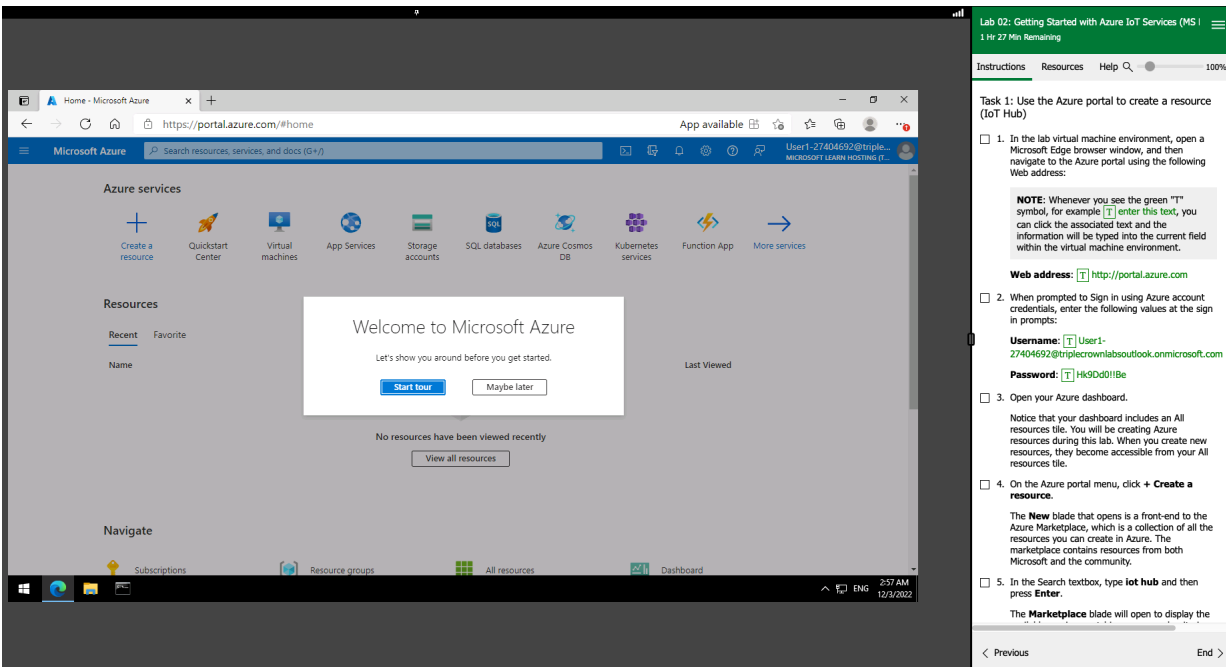 Home - Microsoft Azure
https://portal.azure.com/#home
App available
Microsoft Azure
Search resources, services, and docs (G+/)
User1-27404692@triple...
MICROSOFT LEARN HOSTING (T...
Azure services
Create a
resource
Quickstart
Center
Virtual
machines
App Services
Storage
accounts
SQL databases
Azure Cosmos
DB
Kubernetes
services
Function App
More services
Resources
Recent
Favorite
Name
Last Viewed
Welcome to Microsoft Azure
Let's show you around before you get started.
Start tour
Maybe later
No resources have been viewed recently
View all resources
Navigate
Subscriptions
Resource groups
All resources
Dashboard
ENG
2:57 AM
12/3/2022
Lab 02: Getting Started with Azure IoT Services (MS
1 Hr 27 Min Remaining
Instructions
Resources
Help
100%
Task 1: Use the Azure portal to create a resource
(IoT Hub)
1. In the lab virtual machine environment, open a
Microsoft Edge browser window, and then
navigate to the Azure portal using the following
Web address:
NOTE: Whenever you see the green "T"
symbol, for example T enter this text, you
can click the associated text and the
information will be typed into the current field
within the virtual machine environment.
Web address: T http://portal.azure.com
2. When prompted to Sign in using Azure account
credentials, enter the following values at the sign
in prompts:
Username: T User1-
27404692@triplecrownlabsoutlook.onmicrosoft.com
Password: T Hk9Dd0!!Be
3. Open your Azure dashboard.
Notice that your dashboard includes an All
resources tile. You will be creating Azure
resources during this lab. When you create new
resources, they become accessible from your All
resources tile.
4. On the Azure portal menu, click + Create a
resource.
The New blade that opens is a front-end to the
Azure Marketplace, which is a collection of all the
resources you can create in Azure. The
marketplace contains resources from both
Microsoft and the community.
5. In the Search textbox, type iot hub and then
press Enter.
The Marketplace blade will open to display the
Previous
End